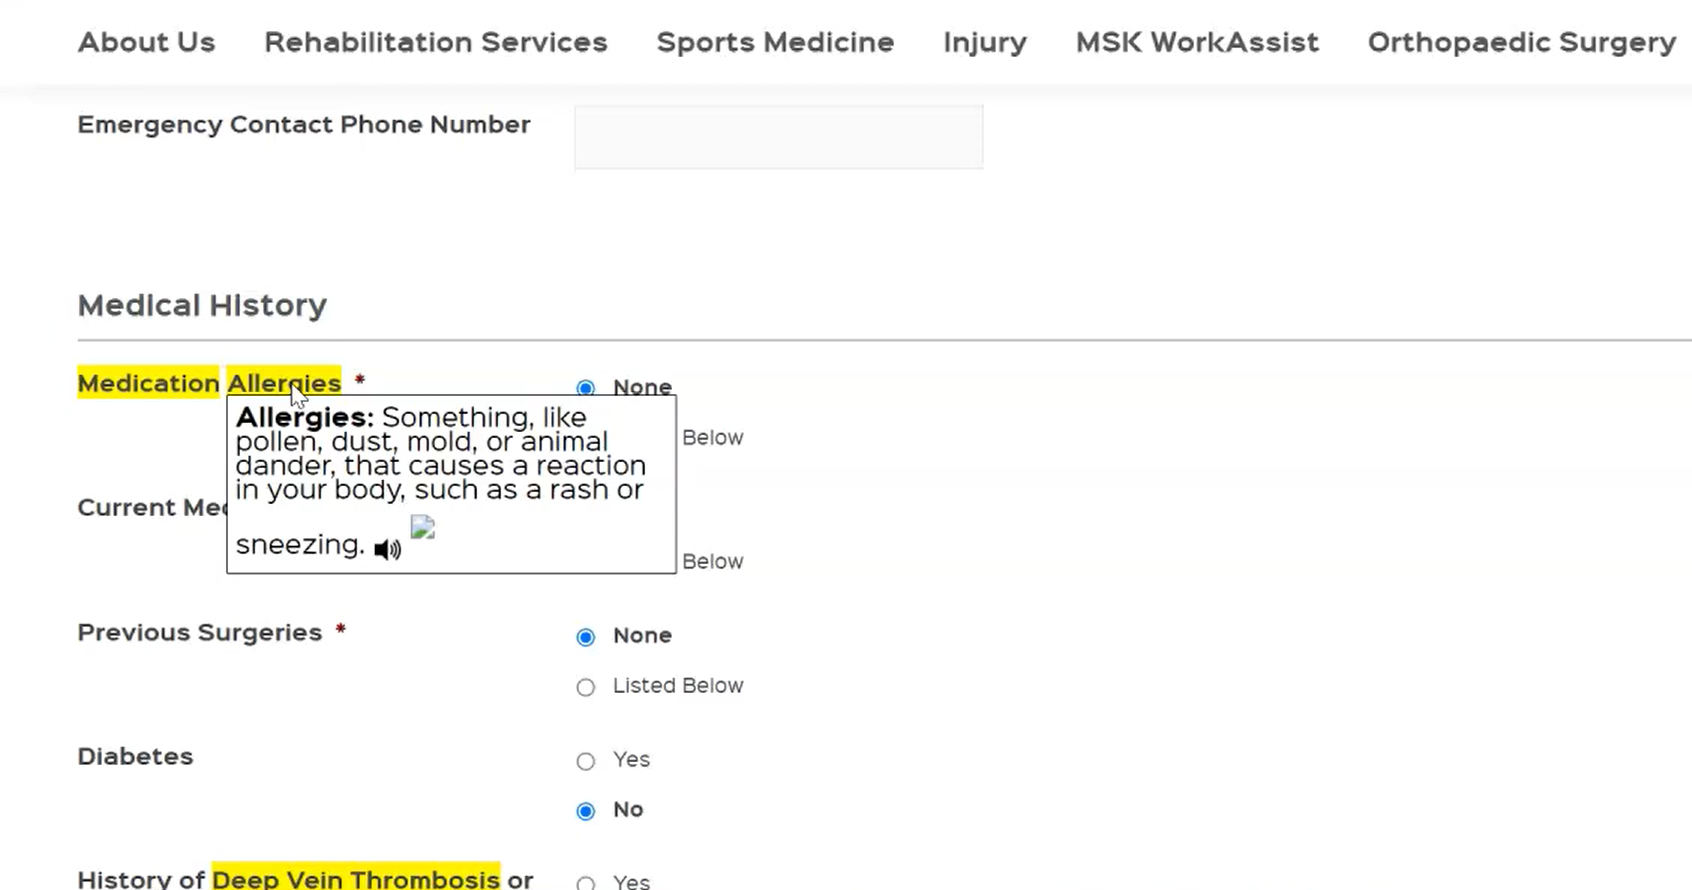 About Us Rehabilitation Services Sports Medicine Injury MSK WorkAssist Orthopaedic Surgery
Emergency Contact Phone Number
Medical History
Medication Allergies * None
Allergies: Something, like
pollen, dust, mold, or animal
dander, that causes a reaction
in your body, such as a rash or
sneezing.
Below
Current Med
Below
Previous Surgeries * None
Listed Below
Diabetes Yes
No
History of Deep Vein Thrombosis or Yes